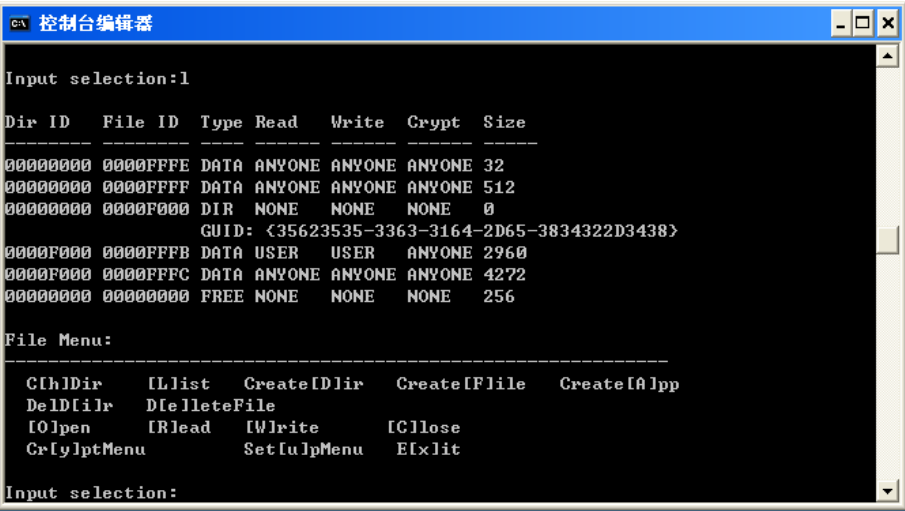 控制台编辑器
Input selection:l
Dir ID File ID Type Read Write Crypt Size
-------- -------- ---- ------ ------ ------ -----
00000000 0000FFFE DATA ANYONE ANYONE ANYONE 32
00000000 0000FFFF DATA ANYONE ANYONE ANYONE 512
00000000 0000F000 DIR NONE NONE NONE 0
GUID: {35623535-3363-3164-2D65-3834322D3438}
0000F000 0000FFFB DATA USER USER ANYONE 2960
0000F000 0000FFFC DATA ANYONE ANYONE ANYONE 4272
00000000 00000000 FREE NONE NONE NONE 256
File Menu:
-------------------------------------------------------------
C[h]Dir [L]ist Create[D]ir Create[F]ile Create[A]pp
DelD[i]r D[e]leteFile
[O]pen [R]ead [W]rite [C]lose
Cr[y]ptMenu Set[u]pMenu E[x]it
Input selection: